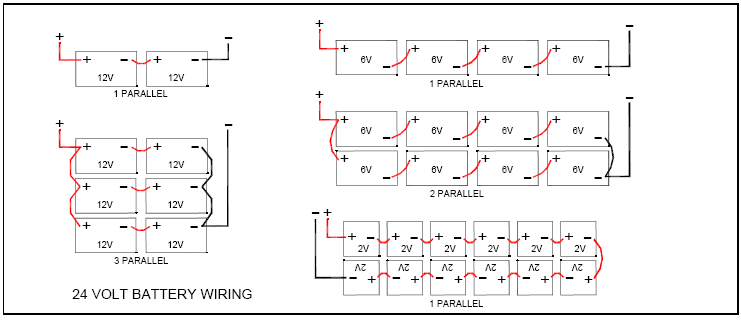 + −
+ − + −
12V 12V
1 PARALLEL
+ −
+ − + −
12V 12V
+ − + −
12V 12V
+ − + −
12V 12V
3 PARALLEL
24 VOLT BATTERY WIRING
+ −
+ − + − + − + −
6V 6V 6V 6V
1 PARALLEL
+ −
+ − + − + − + −
6V 6V 6V 6V
+ − + − + − + −
6V 6V 6V 6V
2 PARALLEL
− +
+ − + − + − + − + − + −
2V 2V 2V 2V 2V 2V
2V 2V 2V 2V 2V 2V
− + − + − + − + − + − +
1 PARALLEL